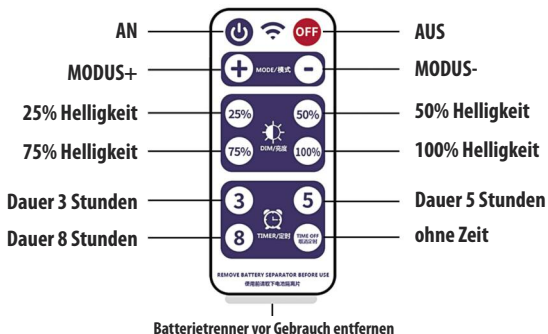 AN OFF AUS
MODUS+ MODE/模式 MODUS-
25% Helligkeit 25% 50% 50% Helligkeit
DIM/亮度
75% Helligkeit 75% 100% 100% Helligkeit
Dauer 3 Stunden 3 5 Dauer 5 Stunden
TIMER/定时
Dauer 8 Stunden 8 TIME OFF ohne Zeit
取消定时
REMOVE BATTERY SEPARATOR BEFORE USE
使用前请取下电池隔离片
Batterietrenner vor Gebrauch entfernen